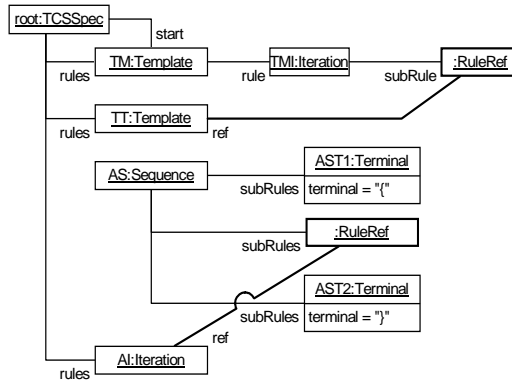 root:TCSSpec
start
TM:Template
TMI:Iteration
:RuleRef
rules
rule
subRule
TT:Template
rules
ref
AS:Sequence
AST1:Terminal
subRules
terminal = "{"
:RuleRef
subRules
AST2:Terminal
subRules
terminal = "}"
ref
AI:Iteration
rules